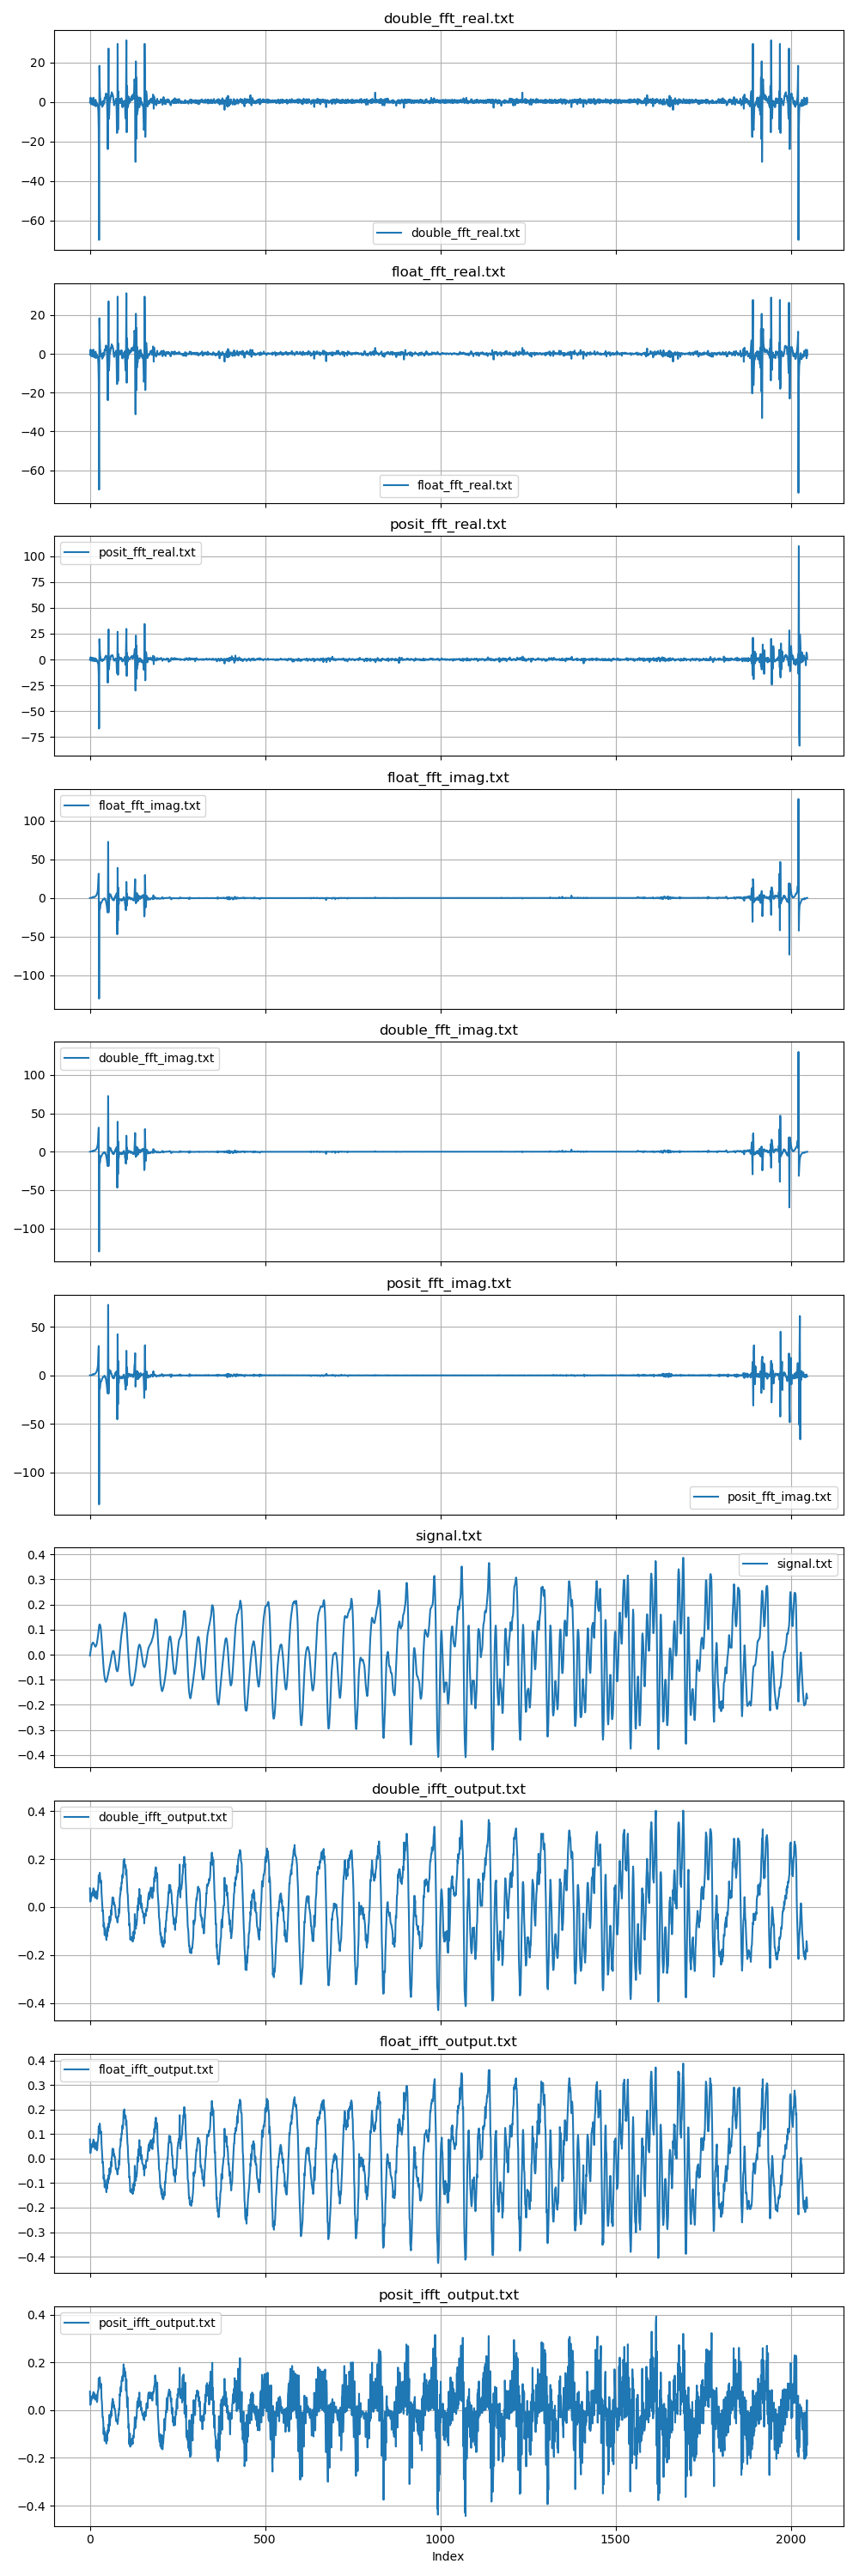 double_fft_real.txt
20
0
−20
−40
−60
double_fft_real.txt
float_fft_real.txt
20
0
−20
−40
−60
float_fft_real.txt
posit_fft_real.txt
posit_fft_real.txt
100
75
50
25
0
−25
−50
−75
float_fft_imag.txt
float_fft_imag.txt
100
50
0
−50
−100
double_fft_imag.txt
double_fft_imag.txt
100
50
0
−50
−100
posit_fft_imag.txt
50
0
−50
−100
posit_fft_imag.txt
signal.txt
signal.txt
0.4
0.3
0.2
0.1
0.0
−0.1
−0.2
−0.3
−0.4
double_ifft_output.txt
double_ifft_output.txt
0.4
0.2
0.0
−0.2
−0.4
float_ifft_output.txt
float_ifft_output.txt
0.4
0.3
0.2
0.1
0.0
−0.1
−0.2
−0.3
−0.4
posit_ifft_output.txt
posit_ifft_output.txt
0.4
0.2
0.0
−0.2
−0.4
0 500 1000 1500 2000
Index